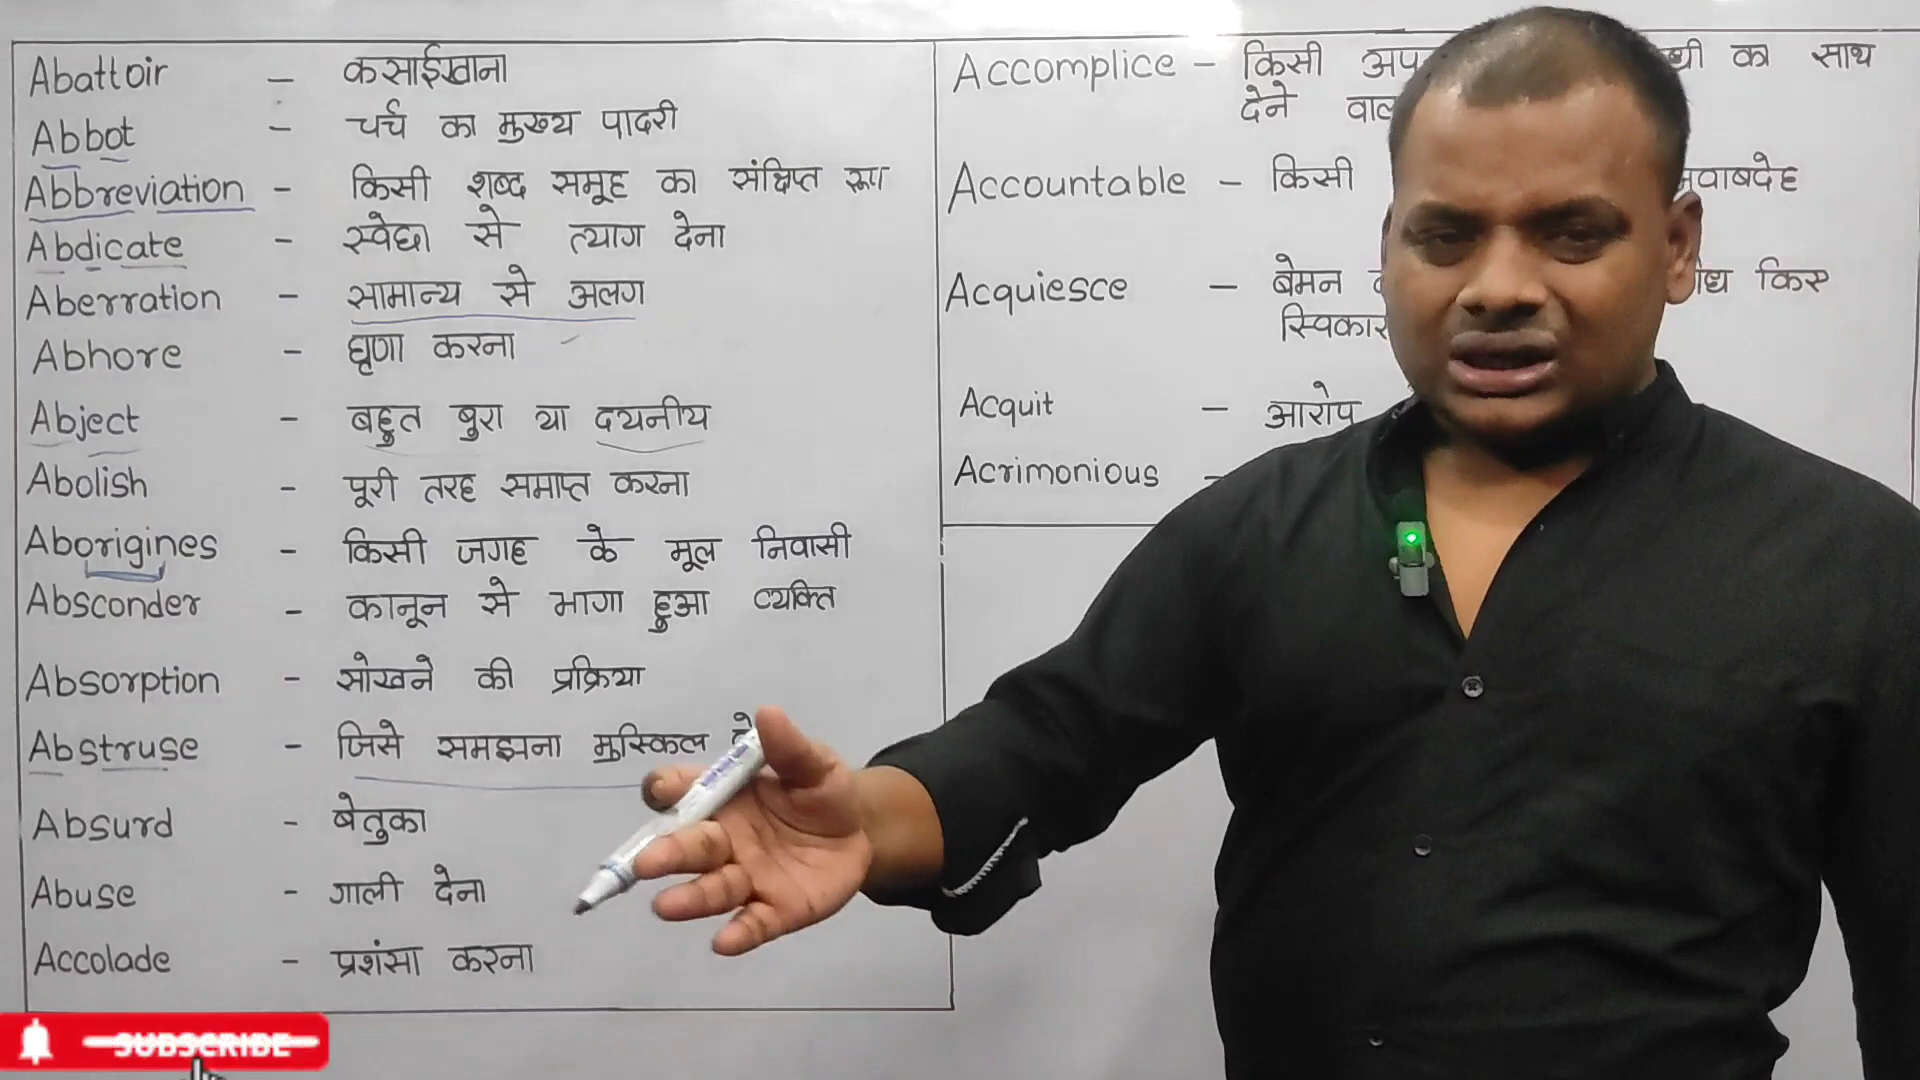 Abattoir – कसाईखाना
Abbot – चर्च का मुख्य पादरी
Abbreviation – किसी शब्द समूह का संक्षिप्त रूप
Abdicate – स्वेछा से त्याग देना
Aberration – सामान्य से अलग
Abhore – घृणा करना
Abject – बहुत बुरा या दयनीय
Abolish – पूरी तरह समाप्त करना
Aborigines – किसी जगह के मूल निवासी
Absconder – कानून से भागा हुआ व्यक्ति
Absorption – सोखने की प्रक्रिया
Abstruse – जिसे समझना मुस्किल
Absurd – बेतुका
Abuse – गाली देना
Accolade – प्रशंसा करना
Accomplice – किसी का साथ
देने
Accountable – किसी
Acquiesce – बेमन किए
Acquit – आरोप
Acrimonious –
SUBSCRIBE